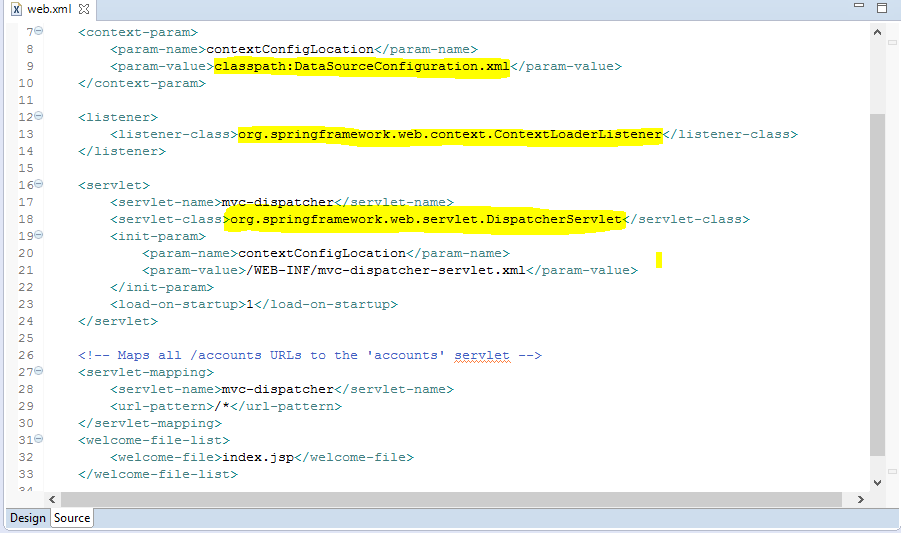 web.xml
7 <context-param>
8 <param-name>contextConfigLocation</param-name>
9 <param-value>classpath:DataSourceConfiguration.xml</param-value>
10 </context-param>
11
12 <listener>
13 <listener-class>org.springframework.web.context.ContextLoaderListener</listener-class>
14 </listener>
15
16 <servlet>
17 <servlet-name>mvc-dispatcher</servlet-name>
18 <servlet-class>org.springframework.web.servlet.DispatcherServlet</servlet-class>
19 <init-param>
20 <param-name>contextConfigLocation</param-name>
21 <param-value>/WEB-INF/mvc-dispatcher-servlet.xml</param-value>
22 </init-param>
23 <load-on-startup>1</load-on-startup>
24 </servlet>
25
26 <!-- Maps all /accounts URLs to the 'accounts' servlet -->
27 <servlet-mapping>
28 <servlet-name>mvc-dispatcher</servlet-name>
29 <url-pattern>/*</url-pattern>
30 </servlet-mapping>
31 <welcome-file-list>
32 <welcome-file>index.jsp</welcome-file>
33 </welcome-file-list>
34
Design Source